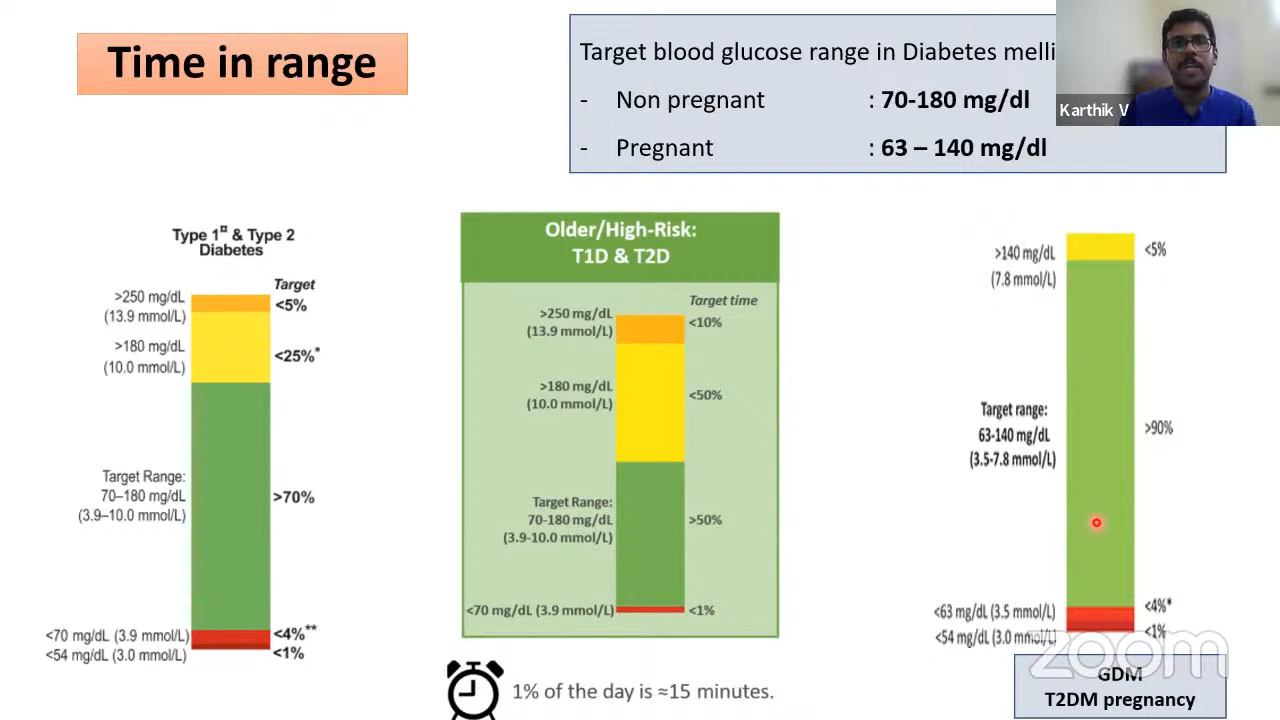 Time in range
Target blood glucose range in Diabetes melli
- Non pregnant : 70-180 mg/dl
- Pregnant : 63 – 140 mg/dl
Karthik V
Type 1¤ & Type 2
Diabetes
Target
>250 mg/dL
(13.9 mmol/L)
<5%
>180 mg/dL
(10.0 mmol/L)
<25%*
Target Range:
70–180 mg/dL
(3.9–10.0 mmol/L)
>70%
<70 mg/dL (3.9 mmol/L)
<4%**
<54 mg/dL (3.0 mmol/L)
<1%
Older/High-Risk:
T1D & T2D
Target time
>250 mg/dL
(13.9 mmol/L)
<10%
>180 mg/dL
(10.0 mmol/L)
<50%
Target Range:
70-180 mg/dL
(3.9-10.0 mmol/L)
>50%
<70 mg/dL (3.9 mmol/L)
<1%
1% of the day is ≈15 minutes.
>140 mg/dL
(7.8 mmol/L)
<5%
Target range:
63-140 mg/dL
(3.5-7.8 mmol/L)
>90%
<63 mg/dL (3.5 mmol/L)
<4%*
<54 mg/dL (3.0 mmol/L)
<1%
zoom
GDM
T2DM pregnancy